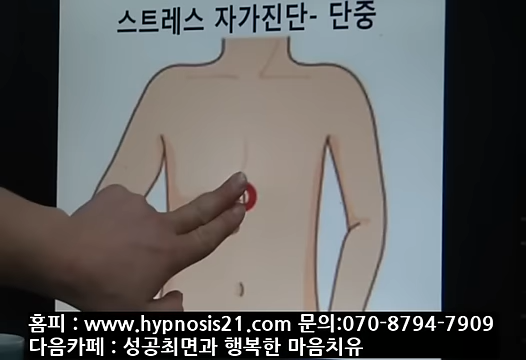 스트레스 자가진단- 단중
홈피 : www.hypnosis21.com 문의:070-8794-7909
다음카페 : 성공최면과 행복한 마음치유